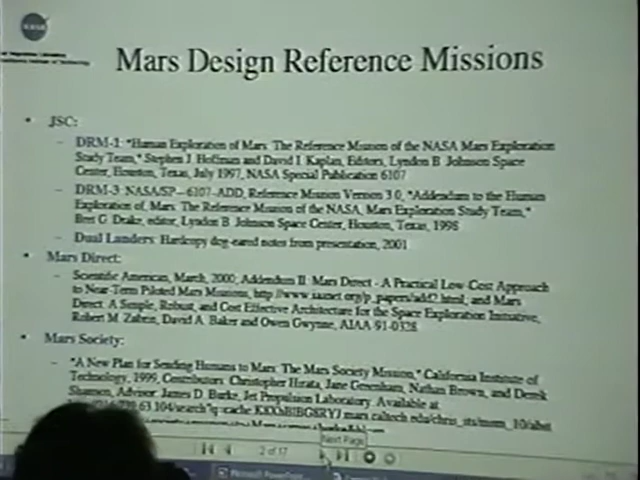 NASA
Mars Design Reference Missions
• JSC:
– DRM-1: "Human Exploration of Mars: The Reference Mission of the NASA Mars Exploration
Study Team," Stephen J. Hoffman and David I. Kaplan, Editors, Lyndon B. Johnson Space
Center, Houston, Texas, July 1997, NASA Special Publication 6107
– DRM-3: NASA/SP—6107-ADD, Reference Mission Version 3.0, "Addendum to the Human
Exploration of Mars: The Reference Mission of the NASA Mars Exploration Study Team,"
Bret G. Drake, editor, Lyndon B. Johnson Space Center, Houston, Texas, 1998
– Dual Landers: Hardcopy dog-eared notes from presentation, 2001
• Mars Direct:
– Scientific American, March, 2000; Addendum II: Mars Direct - A Practical Low-Cost Approach
to Near-Term Piloted Mars Missions, and Mars
Direct: A Simple, Robust, and Cost Effective Architecture for the Space Exploration Initiative,
Robert M. Zubrin, David A. Baker and Owen Gwynne, AIAA-91-0328
• Mars Society:
– "A New Plan for Sending Humans to Mars: The Mars Society Mission," California Institute of
Technology, 1999, Contributors: Christopher Hirata, Jane Greenham, Nathan Brown, and Derek
Shannon, Advisor: James D. Burke, Jet Propulsion Laboratory. Available at
Next Page
2 of 17